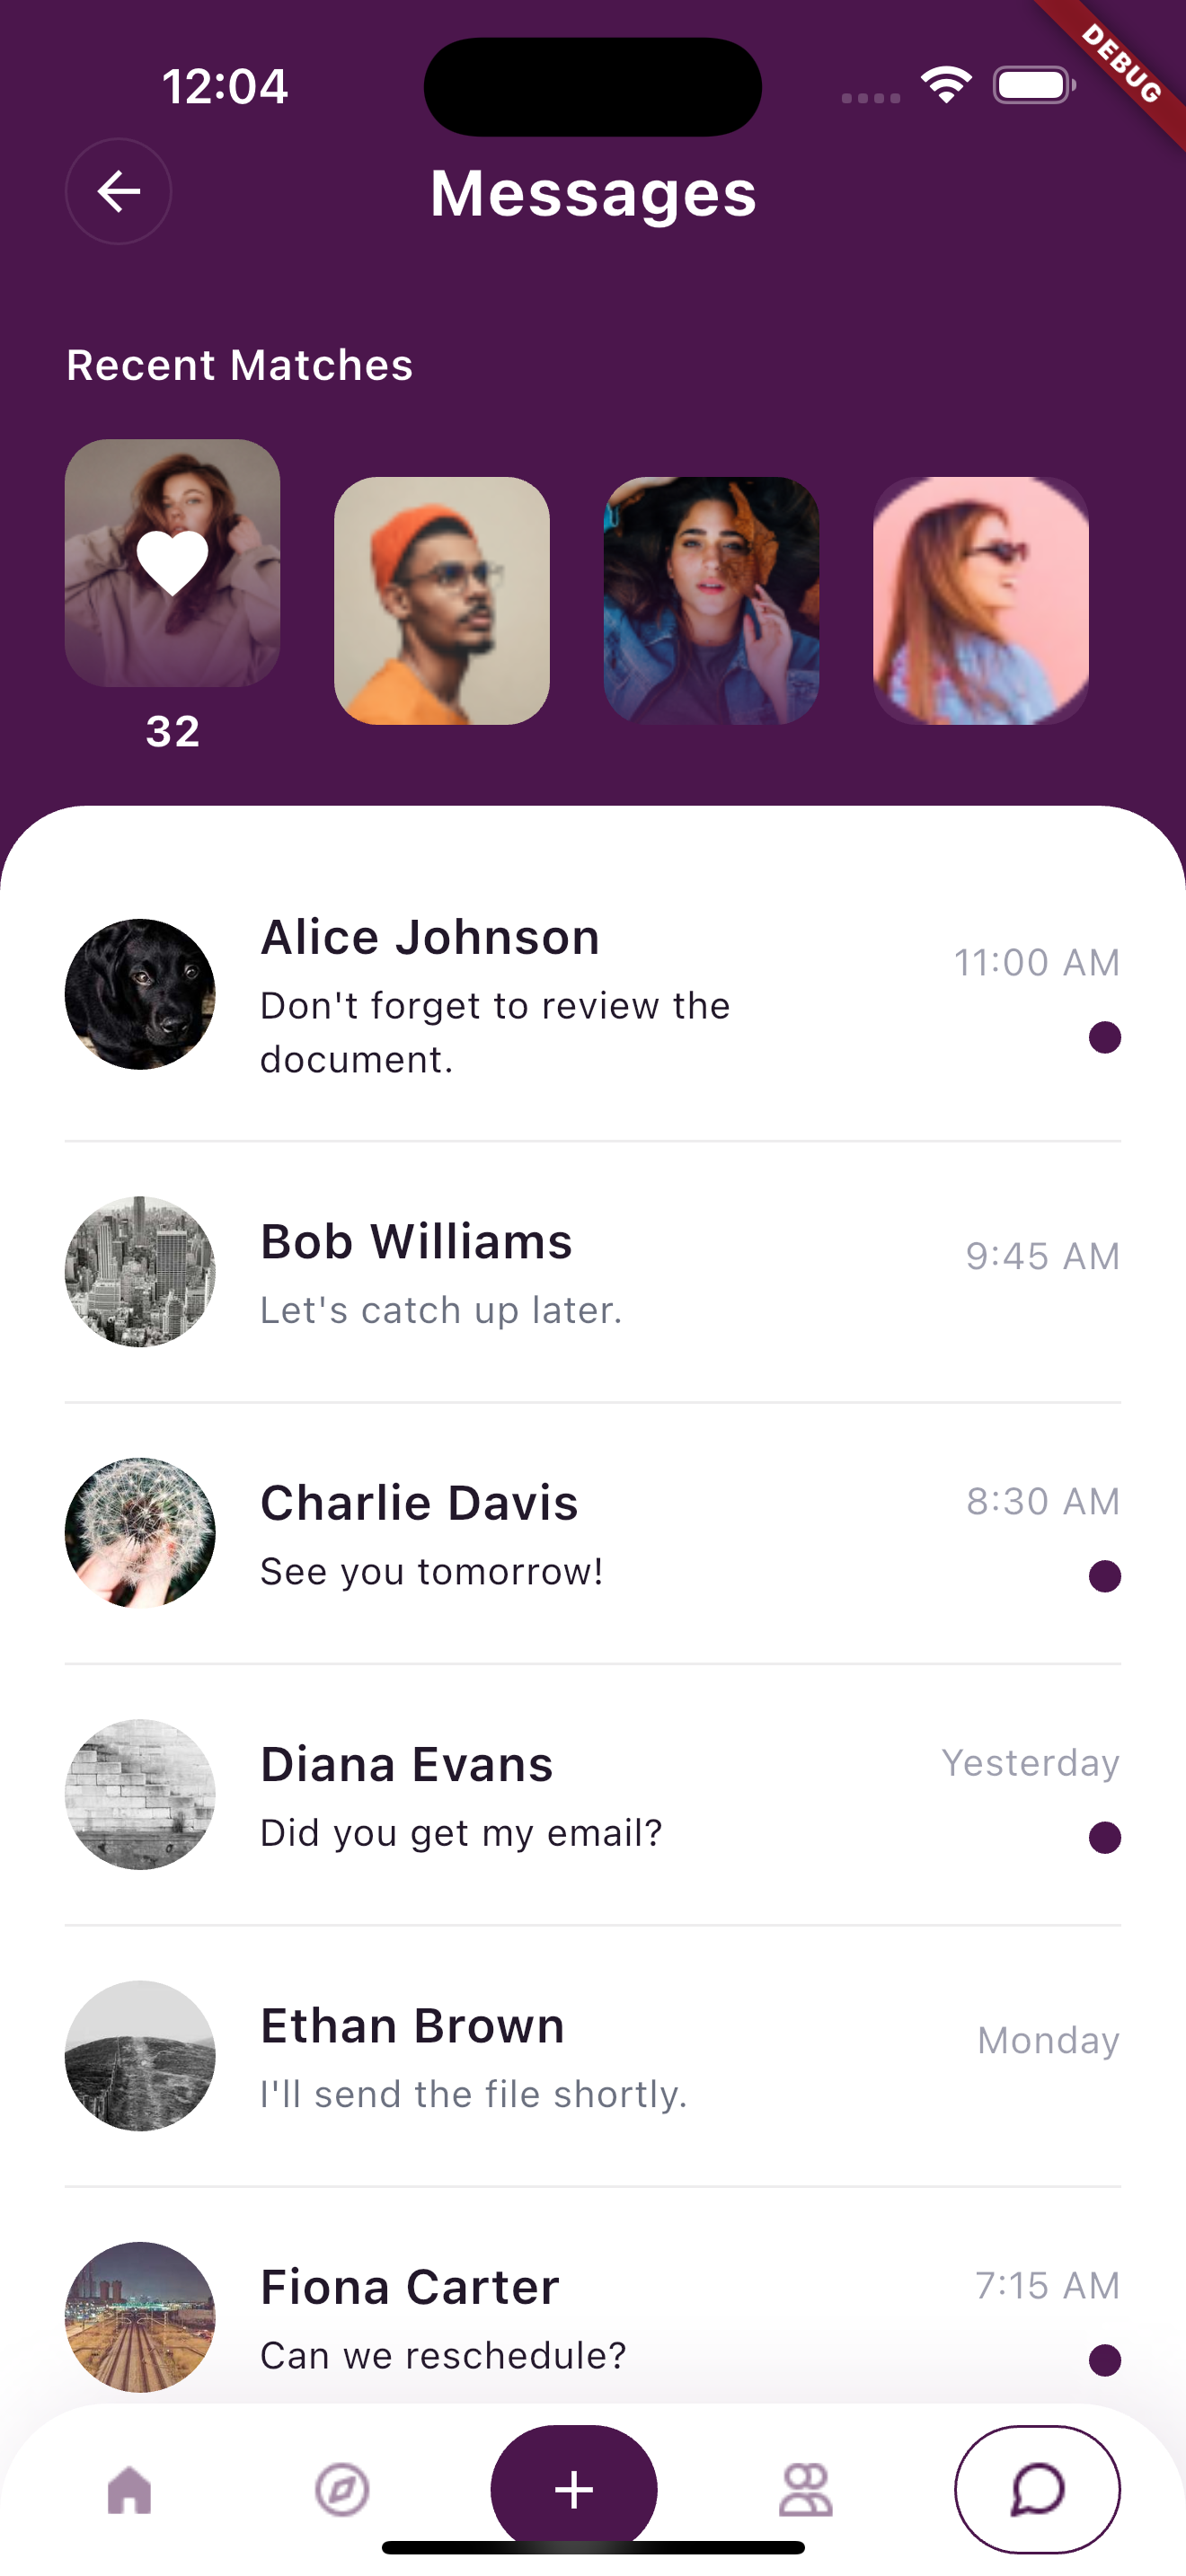 12:04
DEBUG
Messages
Recent Matches
32
Alice Johnson
11:00 AM
Don't forget to review the
document.
Bob Williams
9:45 AM
Let's catch up later.
Charlie Davis
8:30 AM
See you tomorrow!
Diana Evans
Yesterday
Did you get my email?
Ethan Brown
Monday
I'll send the file shortly.
Fiona Carter
7:15 AM
Can we reschedule?